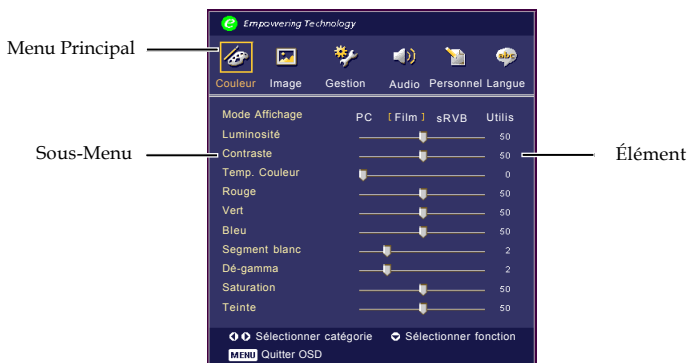 Empowering Technology
Menu Principal
Couleur Image Gestion Audio Personnel Langue
abc
Mode Affichage PC [ Film ] sRVB Utilis
Luminosité 50
Sous-Menu Contraste 50 Élément
Temp. Couleur 0
Rouge 50
Vert 50
Bleu 50
Segment blanc 2
Dé-gamma 2
Saturation 50
Teinte 50
Sélectionner catégorie Sélectionner fonction
MENU Quitter OSD